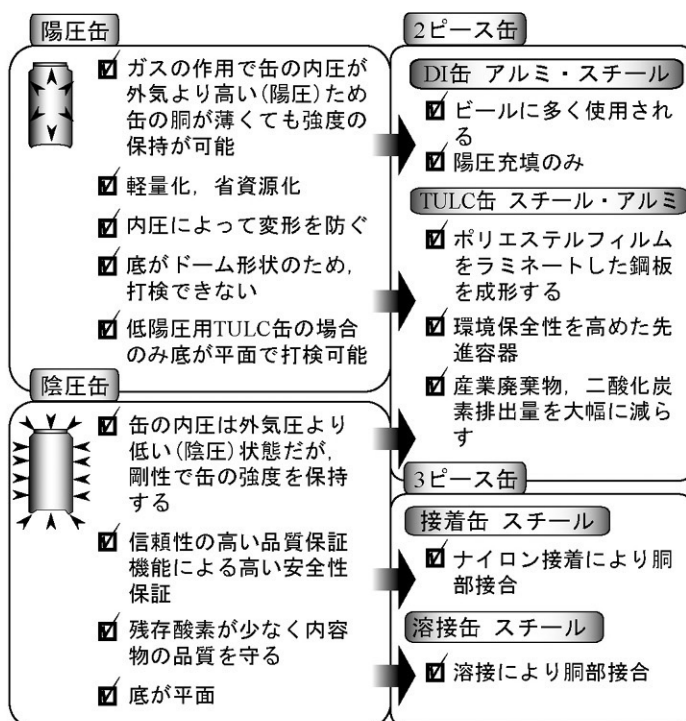 陽圧缶
ガスの作用で缶の内圧が
外気より高い(陽圧)ため
缶の胴が薄くても強度の
保持が可能
軽量化，省資源化
内圧によって変形を防ぐ
底がドーム形状のため，
打検できない
低陽圧用TULC缶の場合
のみ底が平面で打検可能
陰圧缶
缶の内圧は外気圧より
低い(陰圧)状態だが，
剛性で缶の強度を保持
する
信頼性の高い品質保証
機能による高い安全性
保証
残存酸素が少なく内容
物の品質を守る
底が平面
2ピース缶
DI缶 アルミ・スチール
ビールに多く使用され
る
陽圧充填のみ
TULC缶 スチール・アルミ
ポリエステルフィルム
をラミネートした鋼板
を成形する
環境保全性を高めた先
進容器
産業廃棄物，二酸化炭
素排出量を大幅に減ら
す
3ピース缶
接着缶 スチール
ナイロン接着により胴
部接合
溶接缶 スチール
溶接により胴部接合